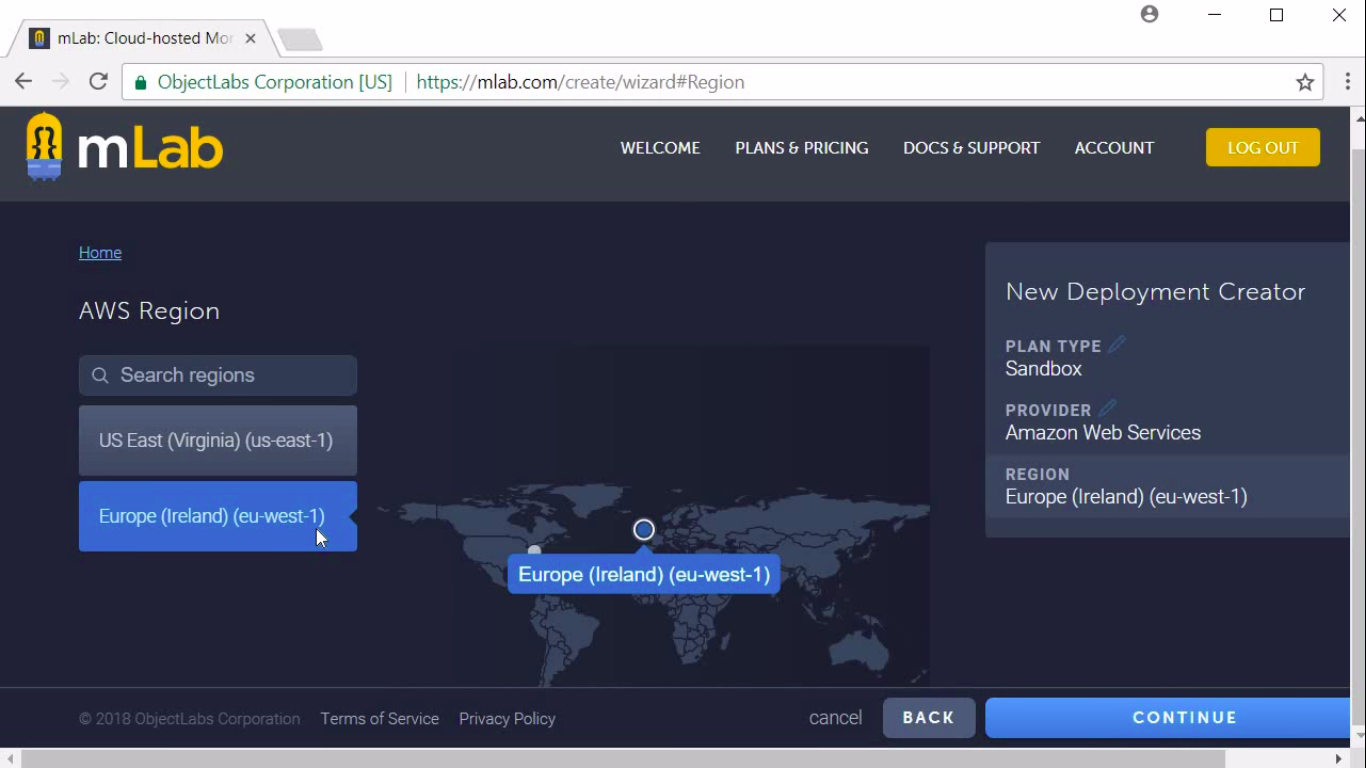 mLab: Cloud-hosted Mon
ObjectLabs Corporation [US] https://mlab.com/create/wizard#Region
mLab
WELCOME PLANS & PRICING DOCS & SUPPORT ACCOUNT LOG OUT
Home
AWS Region
Search regions
US East (Virginia) (us-east-1)
Europe (Ireland) (eu-west-1)
Europe (Ireland) (eu-west-1)
New Deployment Creator
PLAN TYPE
Sandbox
PROVIDER
Amazon Web Services
REGION
Europe (Ireland) (eu-west-1)
© 2018 ObjectLabs Corporation Terms of Service Privacy Policy cancel BACK CONTINUE